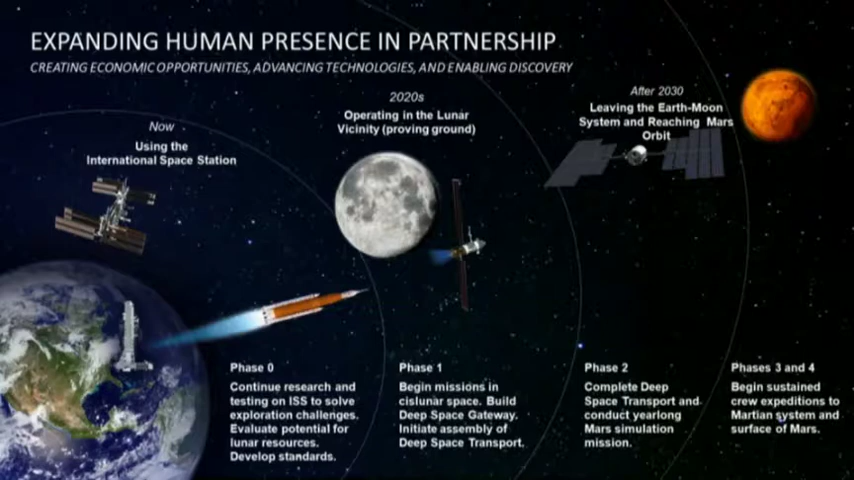 EXPANDING HUMAN PRESENCE IN PARTNERSHIP
CREATING ECONOMIC OPPORTUNITIES, ADVANCING TECHNOLOGIES, AND ENABLING DISCOVERY
Now
Using the
International Space Station
2020s
Operating in the Lunar
Vicinity (proving ground)
After 2030
Leaving the Earth-Moon
System and Reaching Mars
Orbit
Phase 0
Continue research and
testing on ISS to solve
exploration challenges.
Evaluate potential for
lunar resources.
Develop standards.
Phase 1
Begin missions in
cislunar space. Build
Deep Space Gateway.
Initiate assembly of
Deep Space Transport.
Phase 2
Complete Deep
Space Transport and
conduct yearlong
Mars simulation
mission.
Phases 3 and 4
Begin sustained
crew expeditions to
Martian system and
surface of Mars.